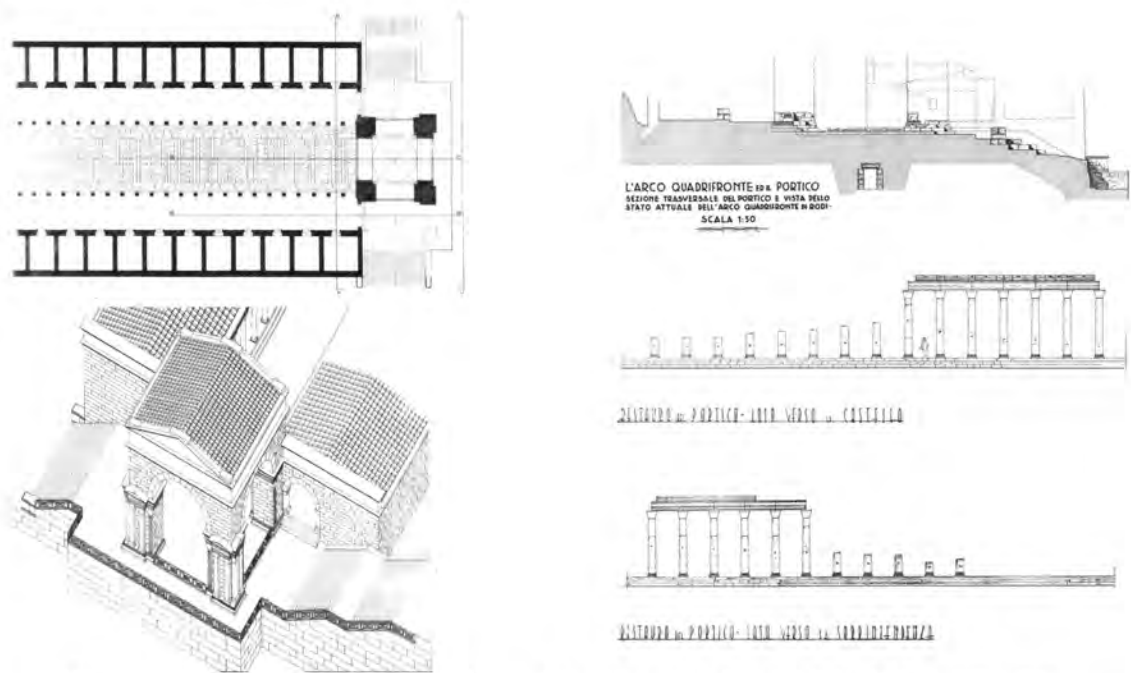 L'ARCO QUADRIFRONTE ED IL PORTICO
SEZIONE TRASVERSALE DEL PORTICO E VISTA DELLO
STATO ATTUALE DELL'ARCO QUADRIFRONTE IN RODI-
SCALA 1:50
RESTAURO DEL PORTICO- LATO VERSO IL CASTELLO
RESTAURO DEL PORTICO- LATO VERSO LA SOPRINTENDENZA